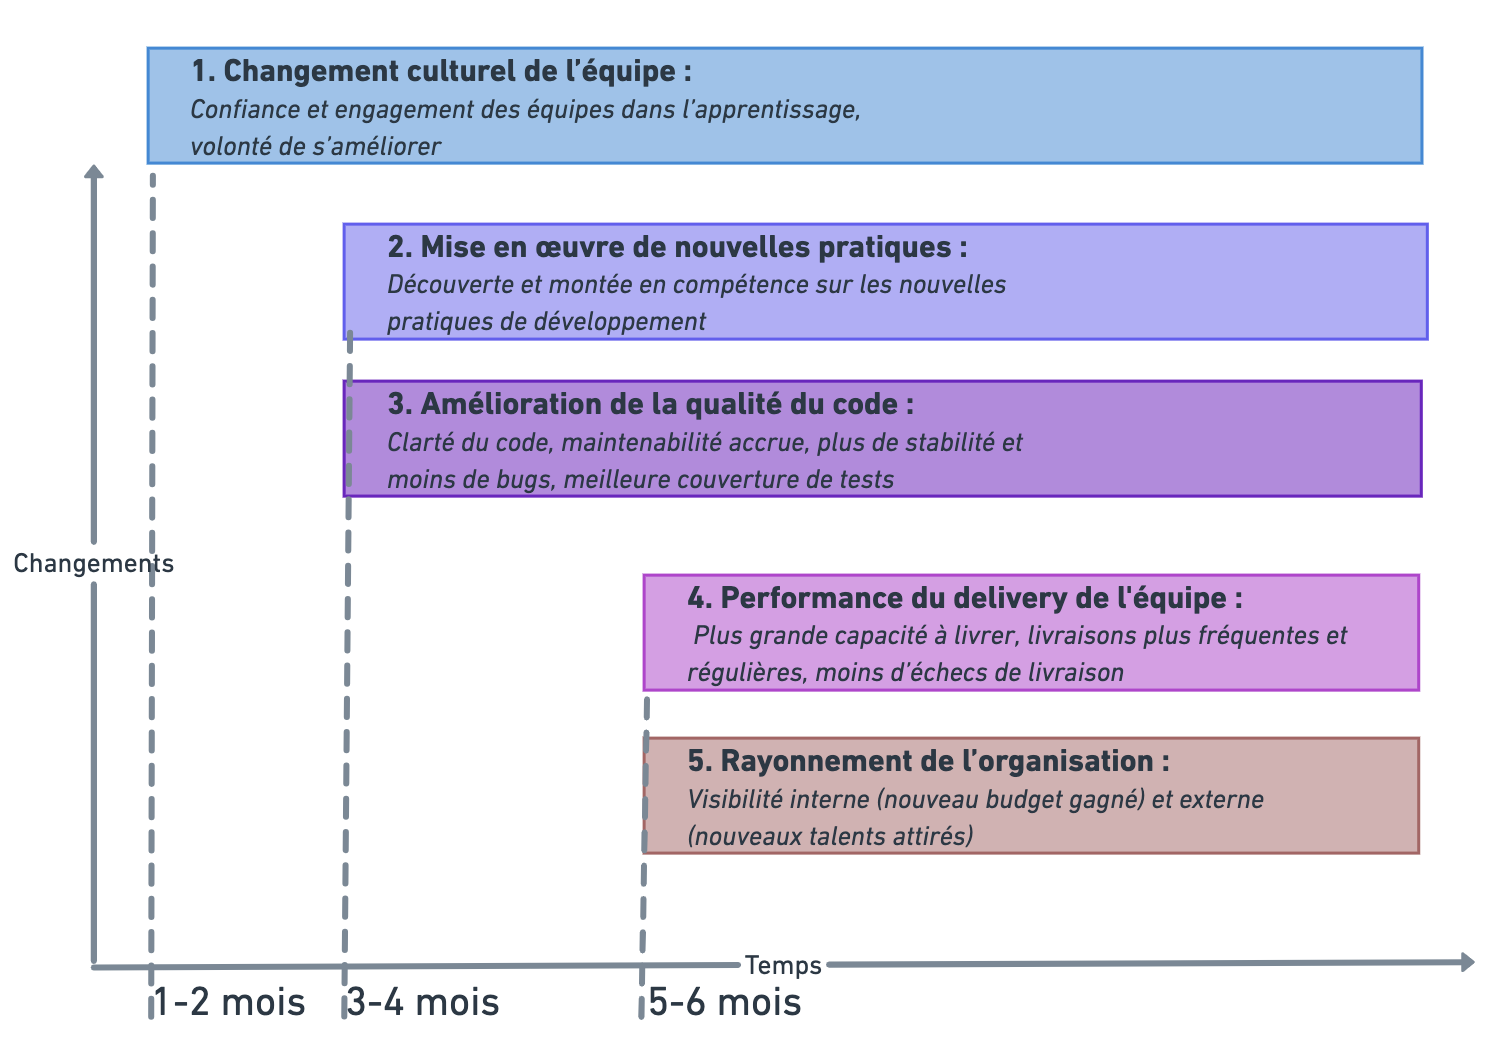 1. Changement culturel de l’équipe :
Confiance et engagement des équipes dans l’apprentissage,
volonté de s’améliorer
2. Mise en œuvre de nouvelles pratiques :
Découverte et montée en compétence sur les nouvelles
pratiques de développement
3. Amélioration de la qualité du code :
Clarté du code, maintenabilité accrue, plus de stabilité et
moins de bugs, meilleure couverture de tests
Changements
4. Performance du delivery de l'équipe :
Plus grande capacité à livrer, livraisons plus fréquentes et
régulières, moins d’échecs de livraison
5. Rayonnement de l’organisation :
Visibilité interne (nouveau budget gagné) et externe
(nouveaux talents attirés)
Temps
1-2 mois
3-4 mois
5-6 mois